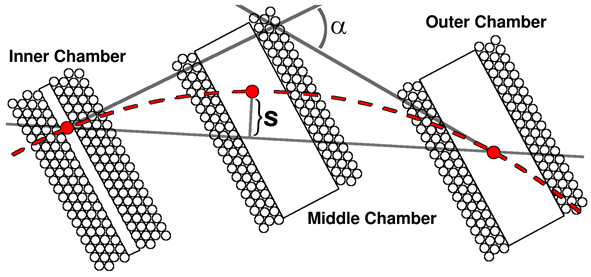 Outer Chamber
α
Inner Chamber
S
Middle Chamber